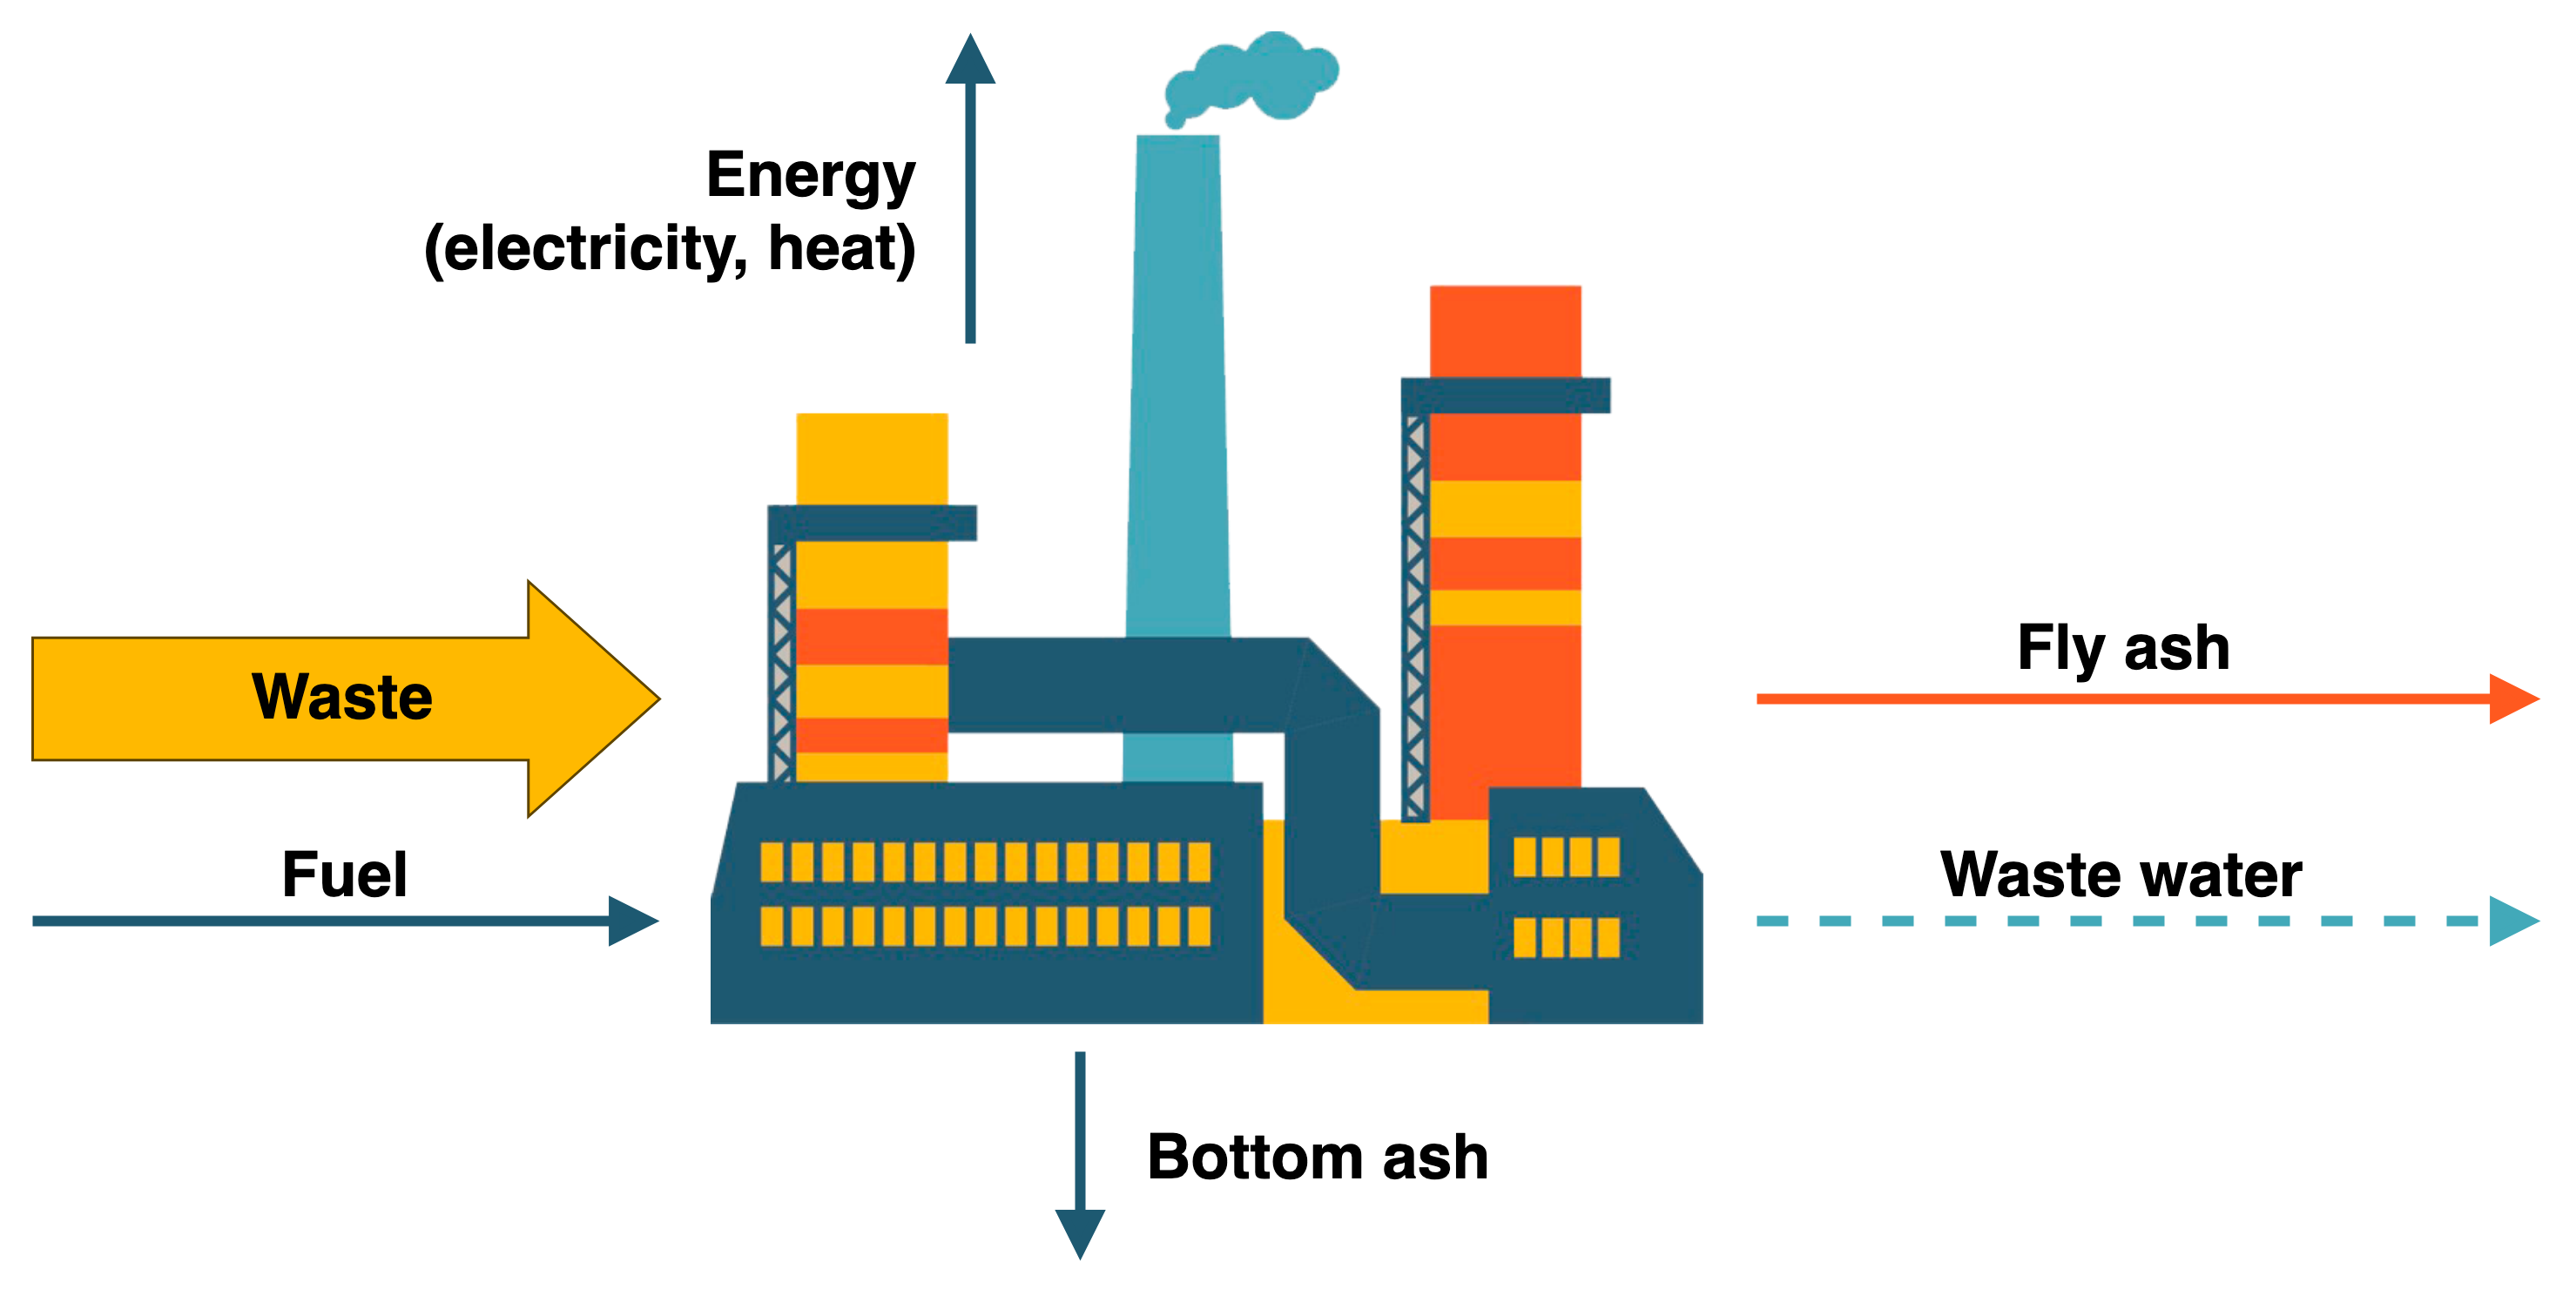 Energy
(electricity, heat)
Waste
Fuel
Fly ash
Waste water
Bottom ash